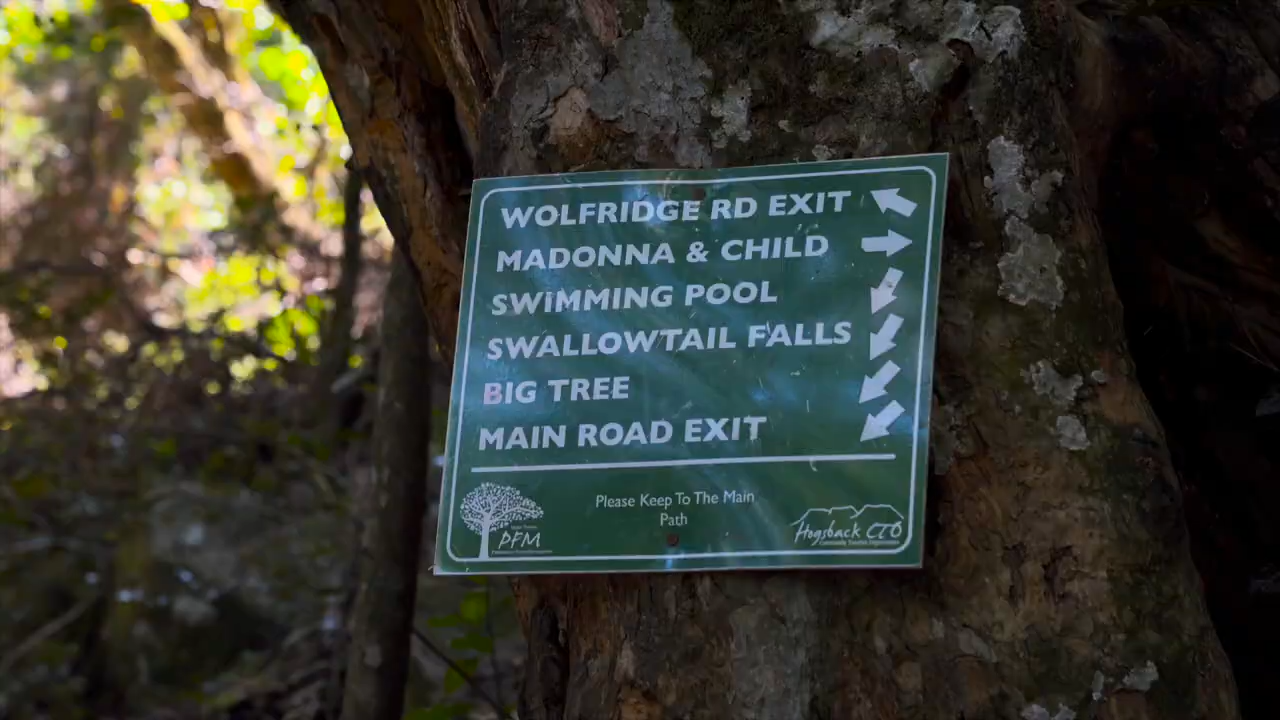 WOLFRIDGE RD EXIT
MADONNA & CHILD
SWIMMING POOL
SWALLOWTAIL FALLS
BIG TREE
MAIN ROAD EXIT
Please Keep To The Main
Path
PFM
Hogsback CTO